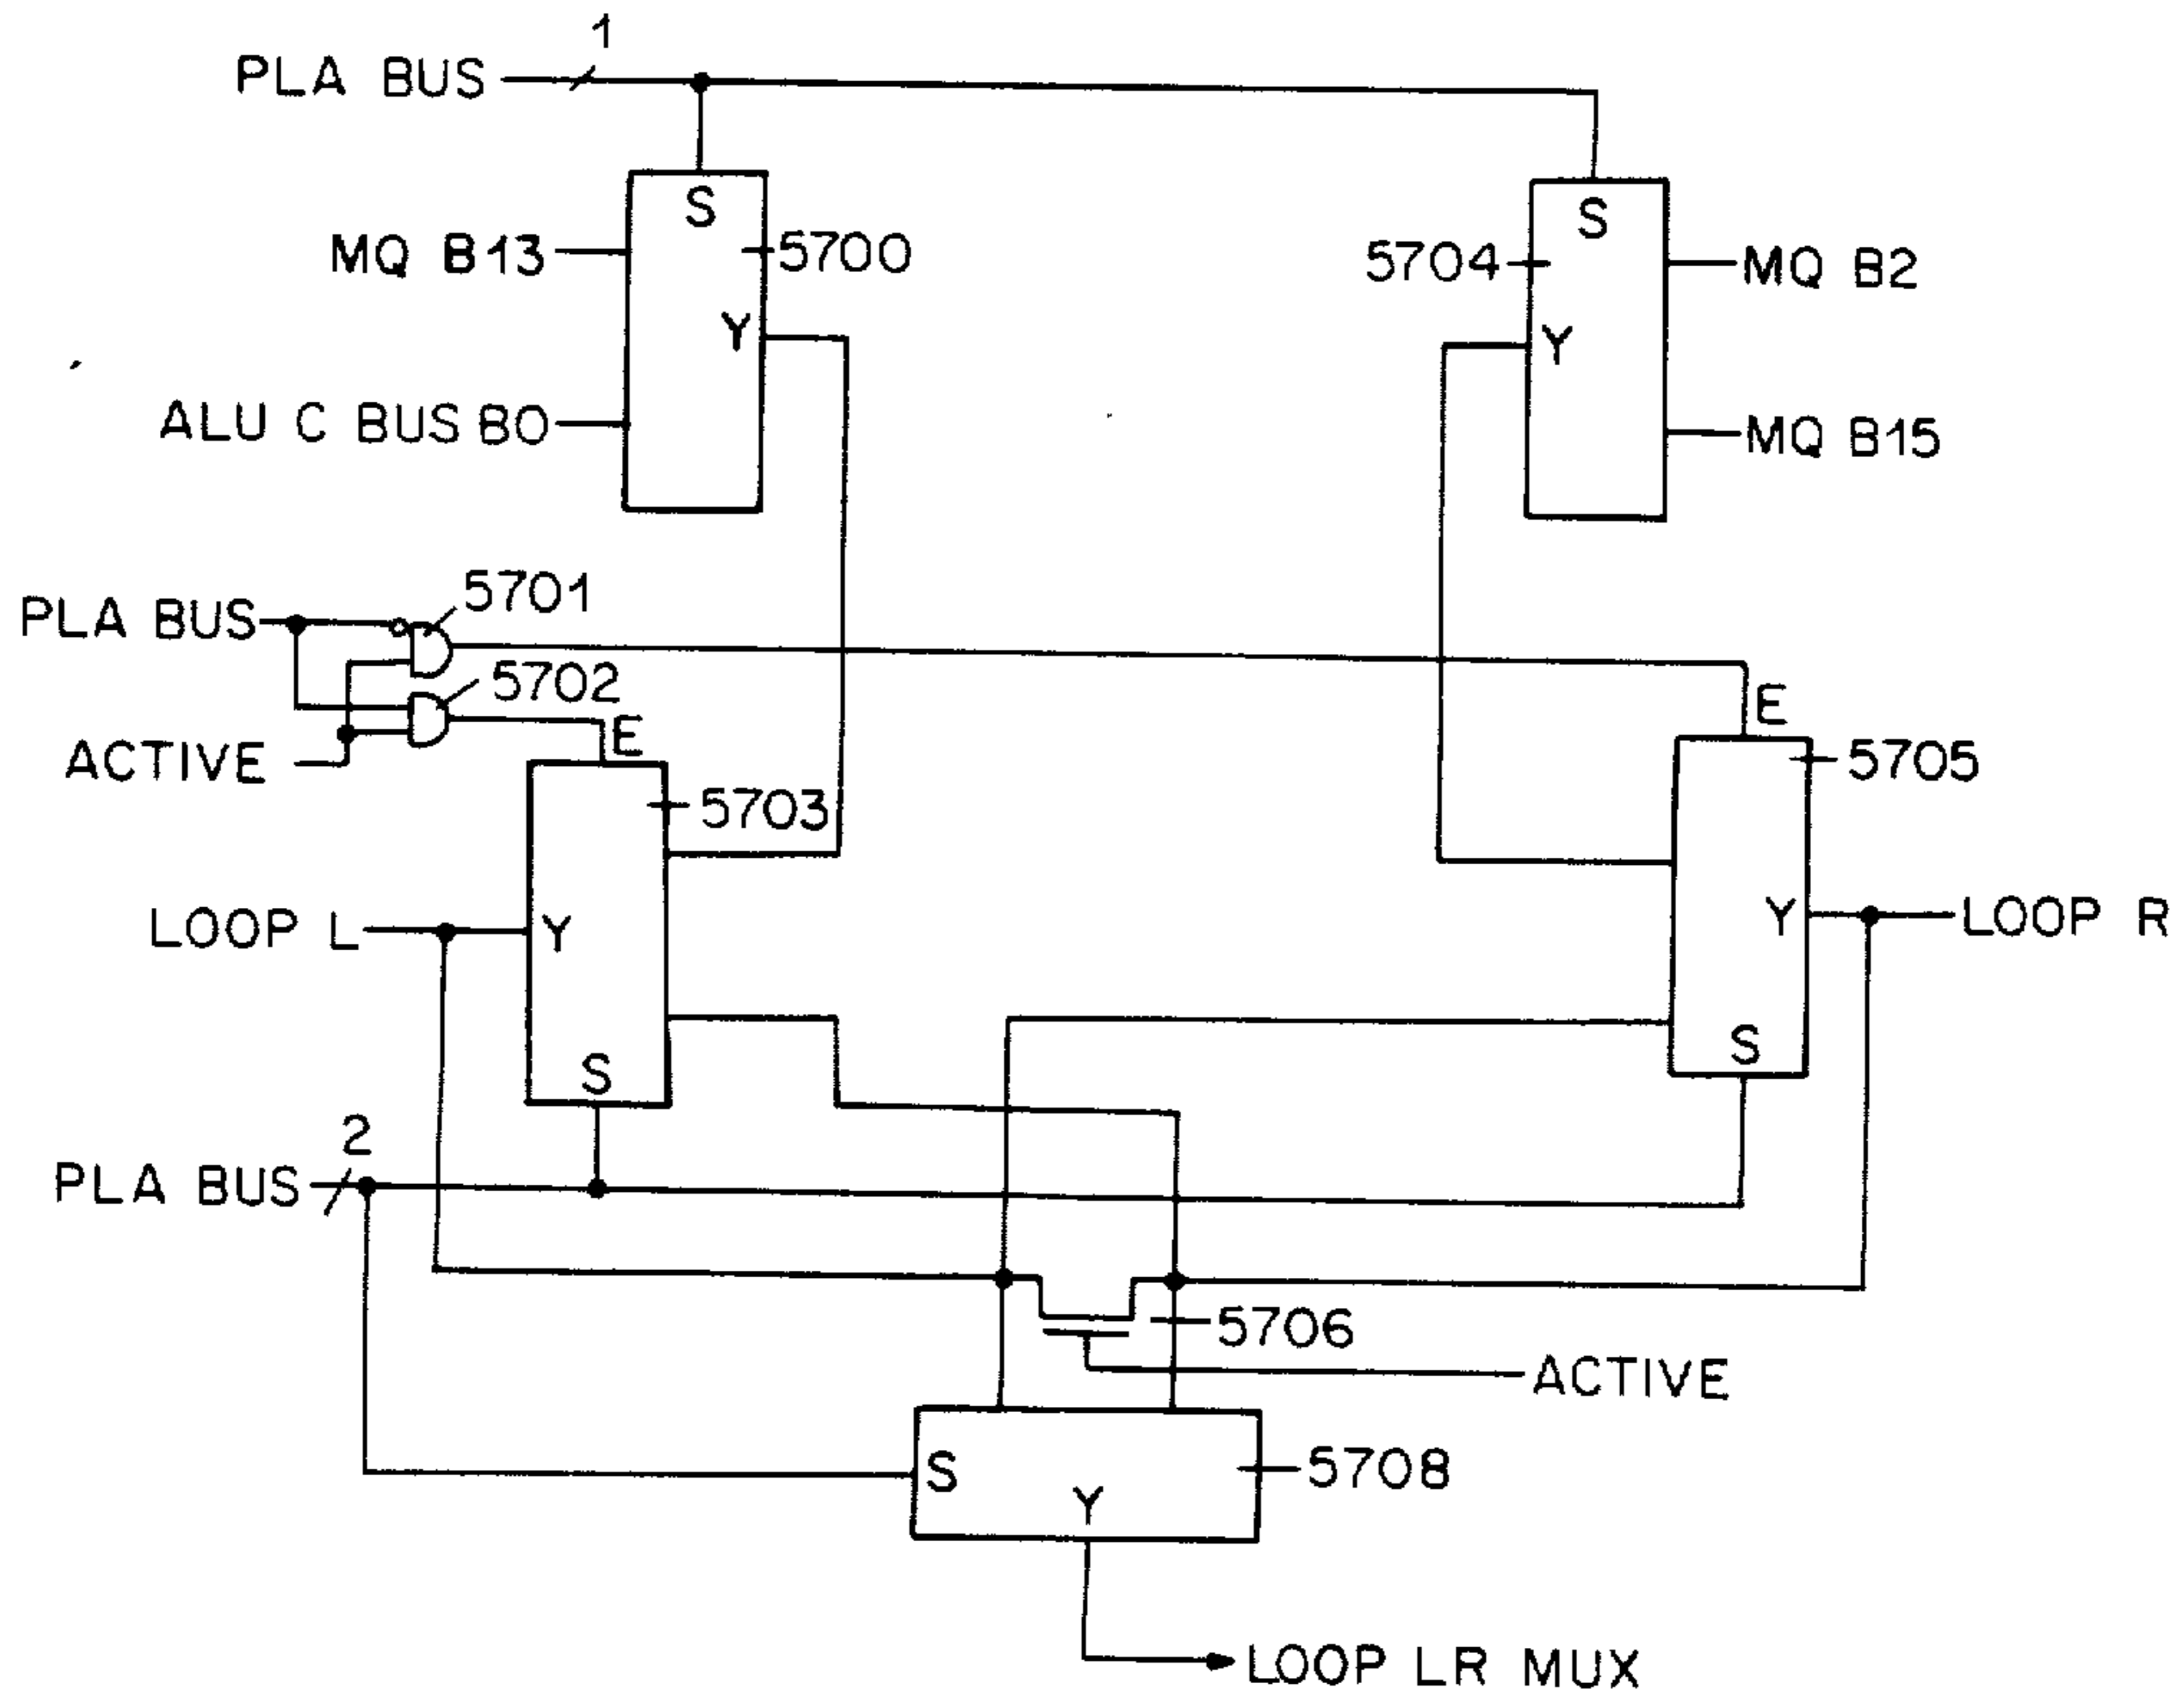 1
PLA BUS
S
S
MQ B13
5700
5704
MQ B2
Y
Y
ALU C BUS B0
MQ B15
5701
PLA BUS
5702
E
E
ACTIVE
5705
5703
LOOP L
Y
Y
LOOP R
S
S
2
PLA BUS
5706
ACTIVE
S
5708
Y
LOOP LR MUX